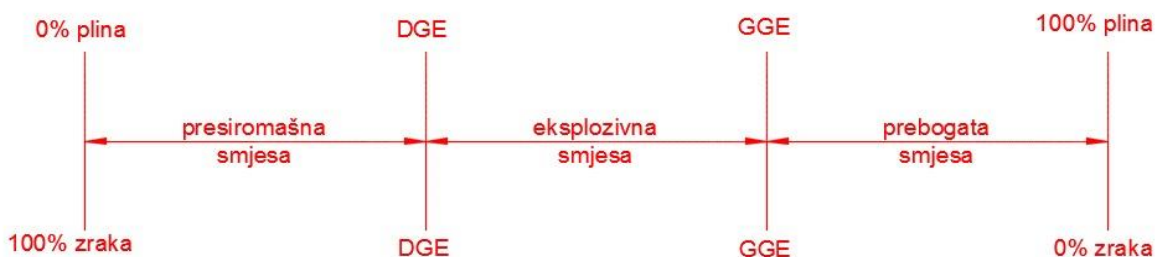 0% plina
DGE
GGE
100% plina
presiromašna
smjesa
eksplozivna
smjesa
prebogata
smjesa
100% zraka
DGE
GGE
0% zraka